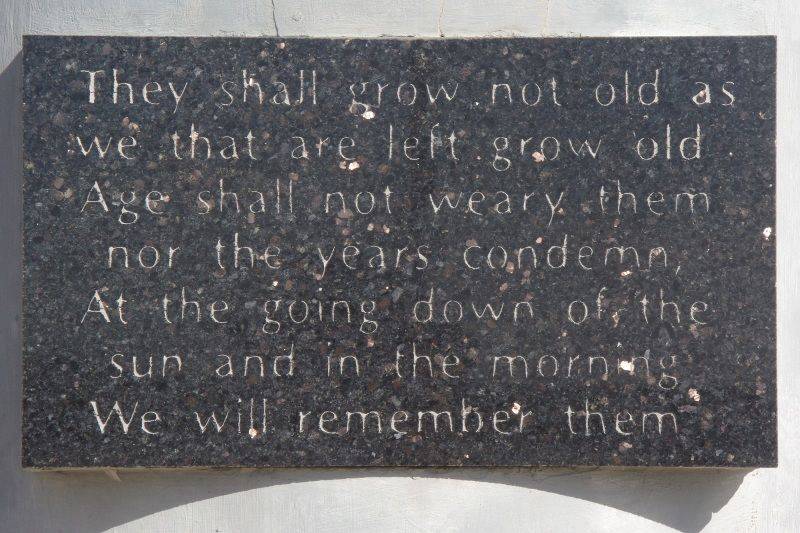 They shall grow not old as
we that are left grow old
Age shall not weary them
nor the years condemn,
At the going down of the
sun and in the morning
We will remember them